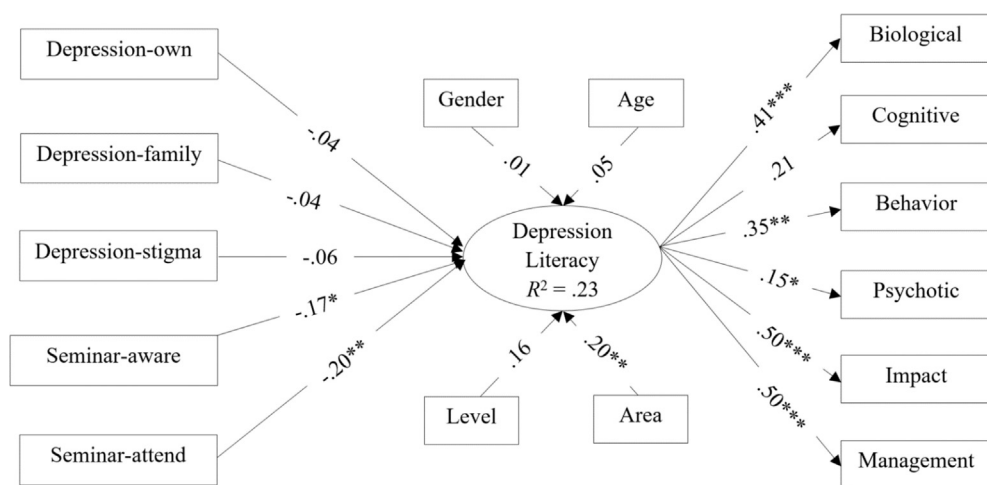 Depression-own
Depression-family
Depression-stigma
Seminar-aware
Seminar-attend
-.04
-.04
-.06
-.17*
-.20**
Gender
Age
.01
.05
Depression
Literacy
R² = .23
.16
.20**
Level
Area
.41***
.21
.35**
.15*
.50***
.50***
Biological
Cognitive
Behavior
Psychotic
Impact
Management